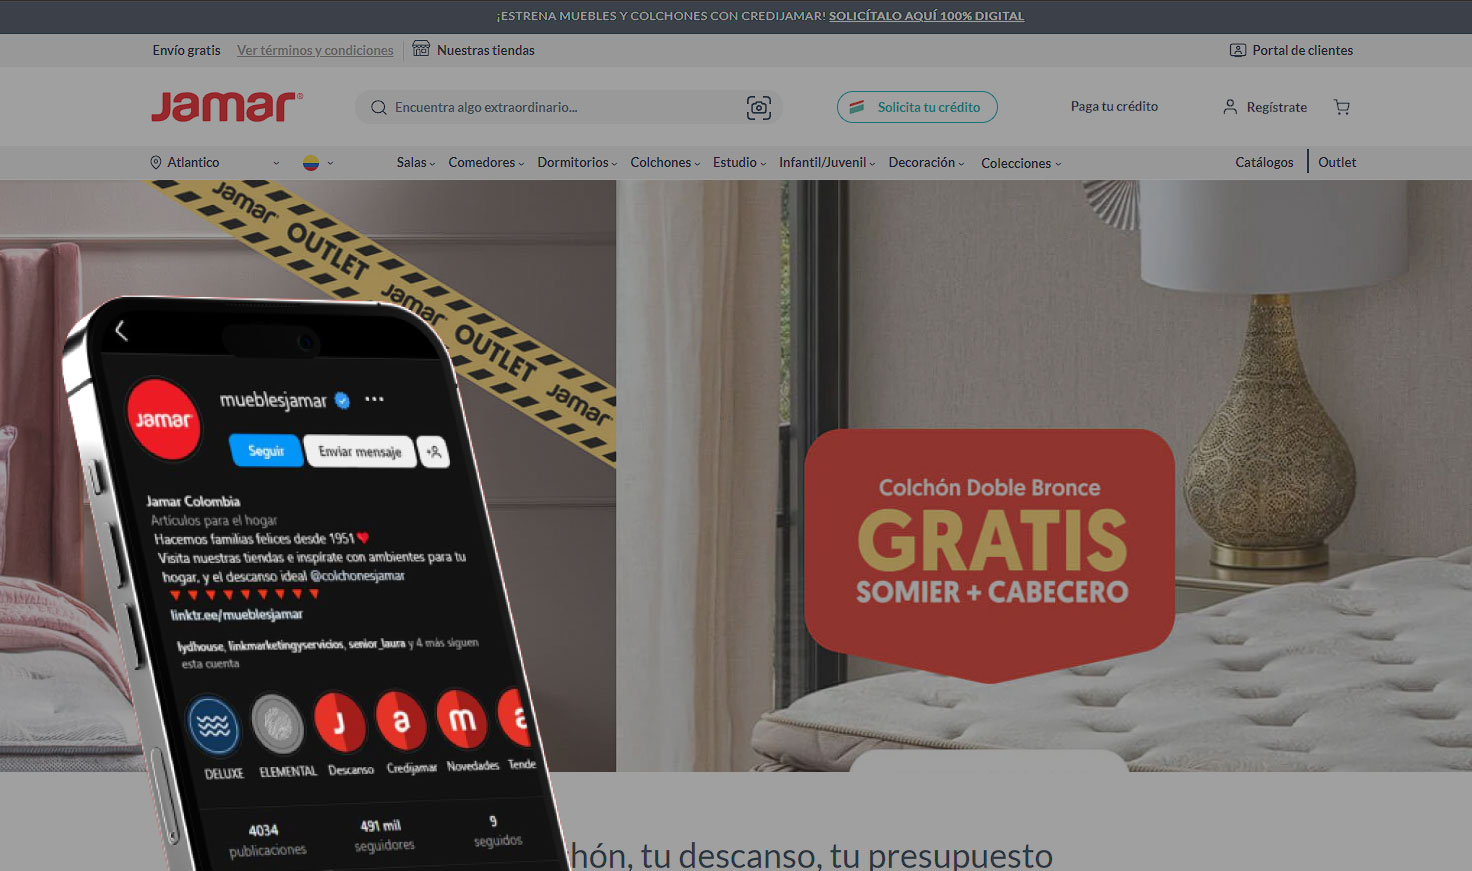 ¡ESTRENA MUEBLES Y COLCHONES CON CREDIJAMAR! SOLICÍTALO AQUÍ 100% DIGITAL
Envío gratis Ver términos y condiciones Nuestras tiendas Portal de clientes
Jamar® Encuentra algo extraordinario... Solicita tu crédito Paga tu crédito Regístrate
Atlantico Salas Comedores Dormitorios Colchones Estudio Infantil/Juvenil Decoración Colecciones Catálogos Outlet
Jamar OUTLET Jamar OUTLET Jamar
Colchón Doble Bronce
GRATIS
SOMIER + CABECERO
Jamar
mueblesjamar
Seguir Enviar mensaje
Jamar Colombia
Artículos para el hogar
Hacemos familias felices desde 1951
Visita nuestras tiendas e inspírate con ambientes para tu
hogar, y el descanso ideal @colchonesjamar
linktr.ee/mueblesjamar
lydhouse, linkmarketingyservicios, senior_laura y 4 más siguen
esta cuenta
J a m a
DELUXE ELEMENTAL Descanso Credijamar Novedades Tende
4034 491 mil 9
publicaciones seguidores seguidos
chón, tu descanso, tu presupuesto